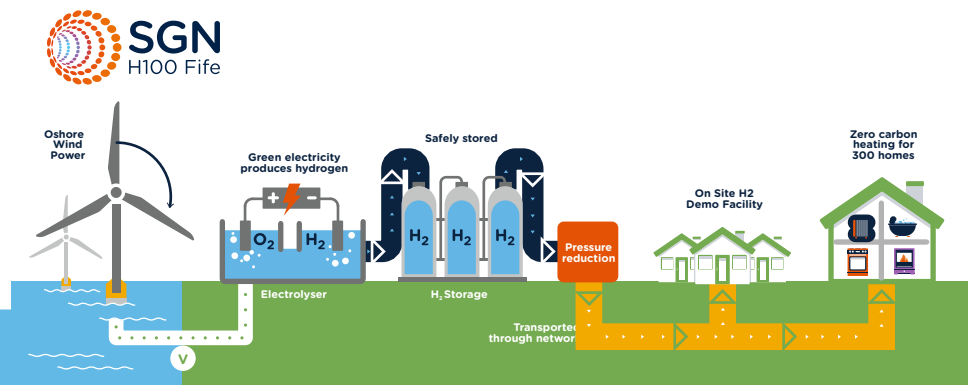 SGN
H100 Fife
Oshore
Wind
Power
Green electricity
produces hydrogen
Safely stored
On Site H2
Demo Facility
Zero carbon
heating for
300 homes
+ −
O2
H2
H2
H2
H2
Pressure
reduction
Electrolyser
H2 Storage
Transported
through network
V